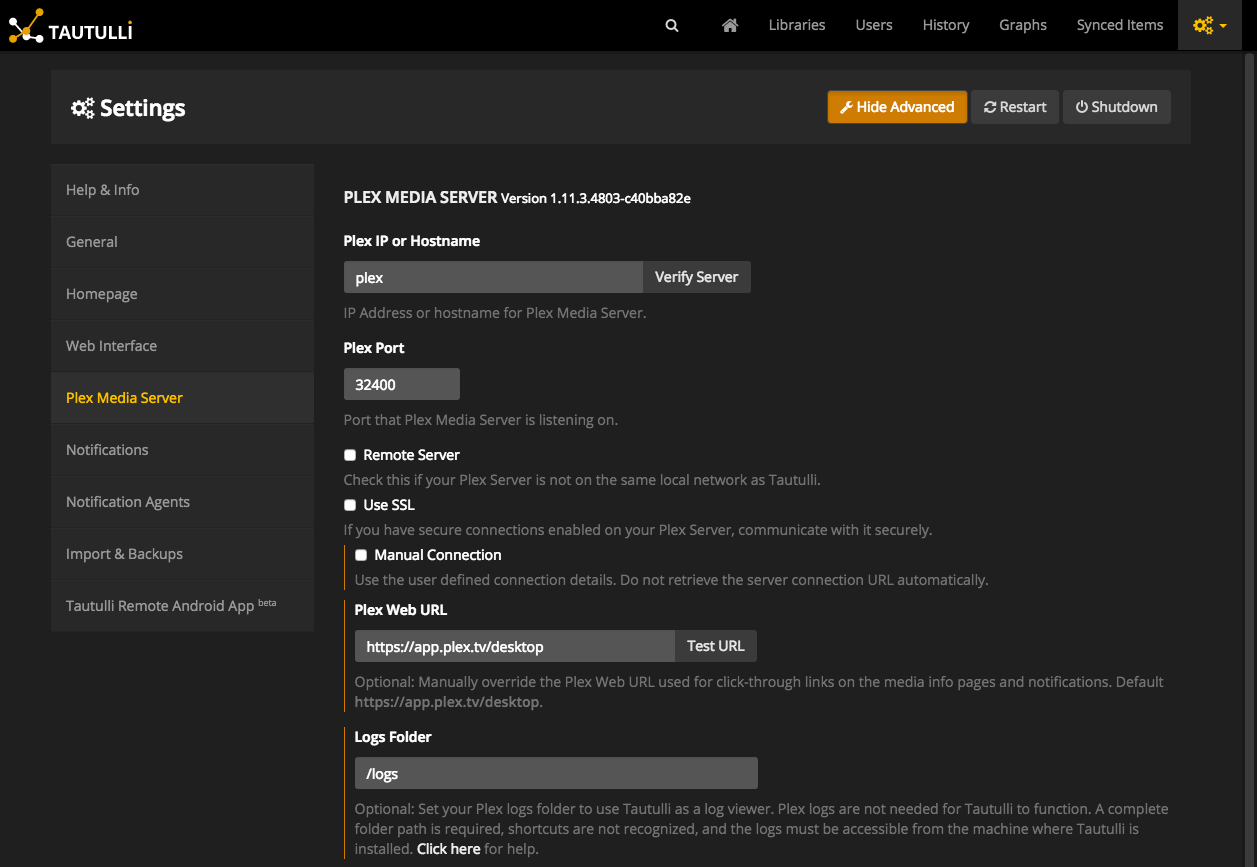 TAUTULLi
Libraries
Users
History
Graphs
Synced Items
Settings
Hide Advanced
Restart
Shutdown
Help & Info
General
Homepage
Web Interface
Plex Media Server
Notifications
Notification Agents
Import & Backups
Tautulli Remote Android App beta
PLEX MEDIA SERVER Version 1.11.3.4803-c40bba82e
Plex IP or Hostname
plex
Verify Server
IP Address or hostname for Plex Media Server.
Plex Port
32400
Port that Plex Media Server is listening on.
Remote Server
Check this if your Plex Server is not on the same local network as Tautulli.
Use SSL
If you have secure connections enabled on your Plex Server, communicate with it securely.
Manual Connection
Use the user defined connection details. Do not retrieve the server connection URL automatically.
Plex Web URL
https://app.plex.tv/desktop
Test URL
Optional: Manually override the Plex Web URL used for click-through links on the media info pages and notifications. Default
https://app.plex.tv/desktop.
Logs Folder
/logs
Optional: Set your Plex logs folder to use Tautulli as a log viewer. Plex logs are not needed for Tautulli to function. A complete
folder path is required, shortcuts are not recognized, and the logs must be accessible from the machine where Tautulli is
installed. Click here for help.